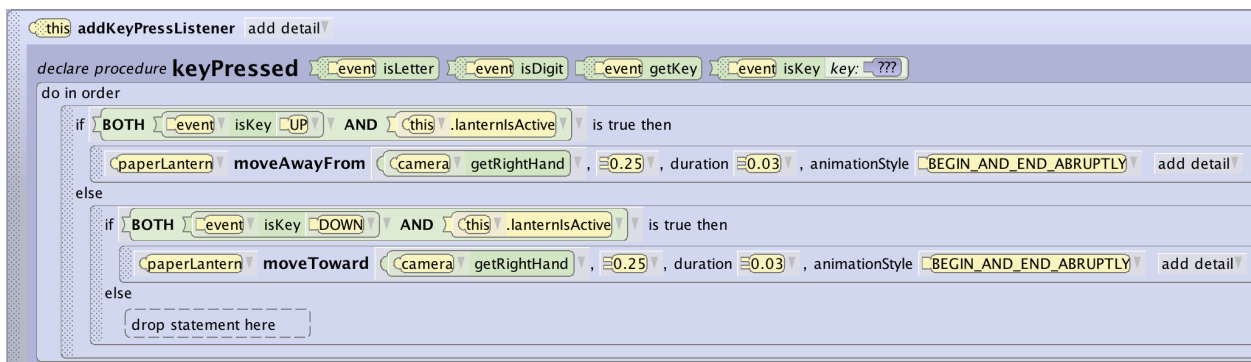 this addKeyPressListener add detail
declare procedure keyPressed event isLetter event isDigit event getKey event isKey key: ???
do in order
if BOTH event isKey UP AND this .lanternIsActive is true then
paperLantern moveAwayFrom camera getRightHand , 0.25 , duration 0.03 , animationStyle BEGIN_AND_END_ABRUPTLY add detail
else
if BOTH event isKey DOWN AND this .lanternIsActive is true then
paperLantern moveToward camera getRightHand , 0.25 , duration 0.03 , animationStyle BEGIN_AND_END_ABRUPTLY add detail
else
drop statement here